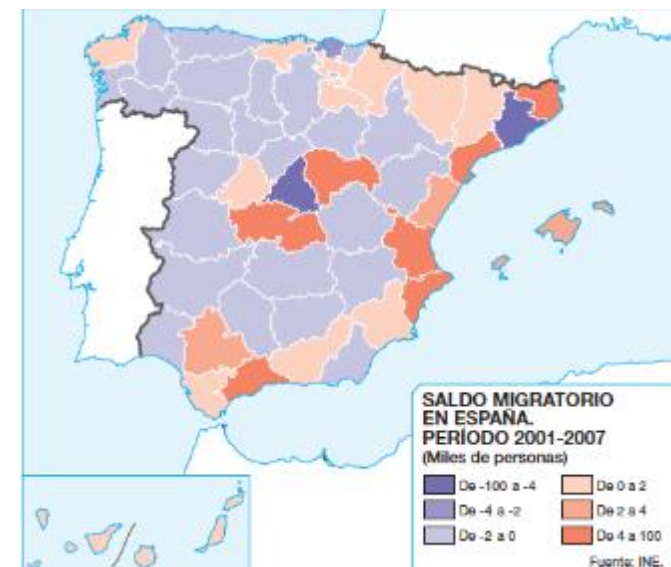 SALDO MIGRATORIO
EN ESPAÑA.
PERÍODO 2001-2007
(Miles de personas)
De -100 a -4
De -4 a -2
De -2 a 0
De 0 a 2
De 2 a 4
De 4 a 100
Fuente: INE.